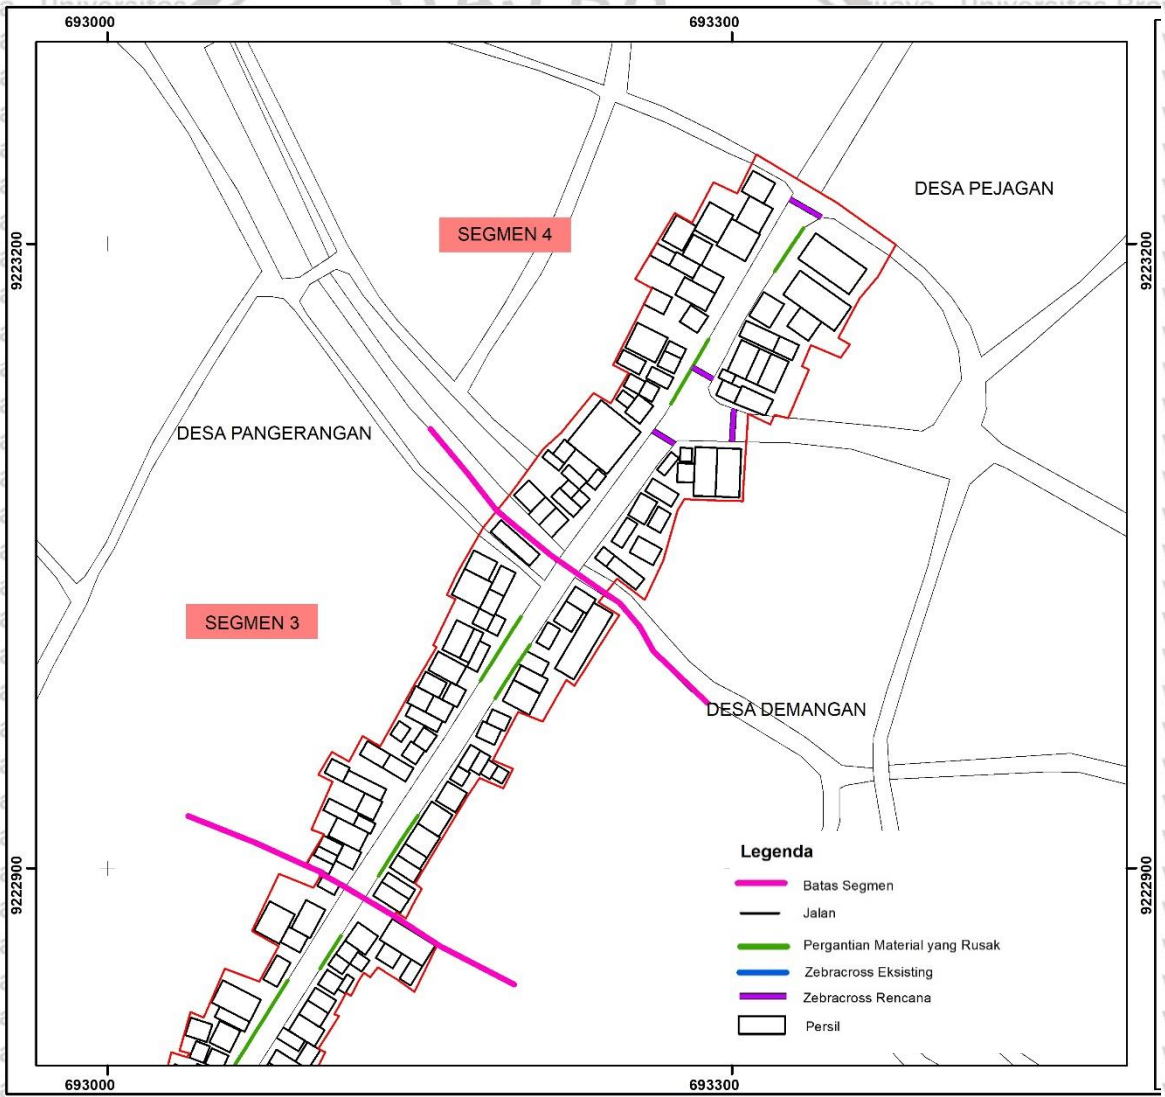 693000
693300
DESA PEJAGAN
SEGMEN 4
9223200
9223200
DESA PANGERANGAN
SEGMEN 3
DESA DEMANGAN
Legenda
Batas Segmen
Jalan
Pergantian Material yang Rusak
Zebracross Eksisting
Zebracross Rencana
Persil
9222900
9222900
693000
693300